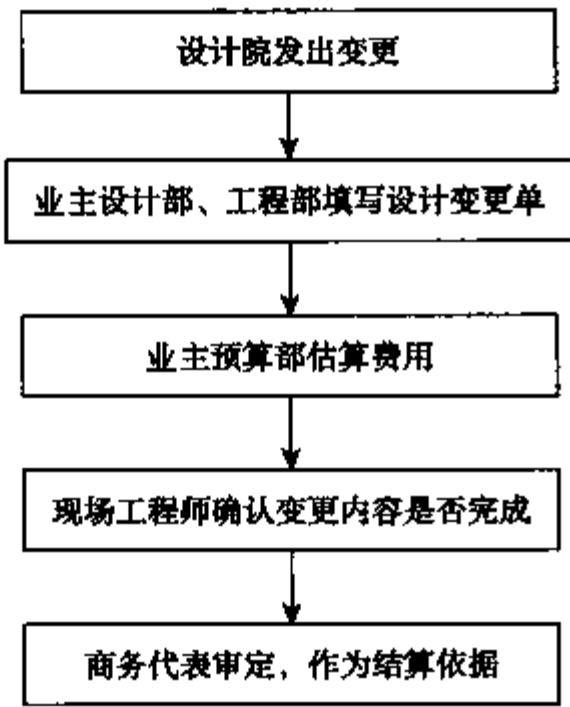 设计院发出变更
业主设计部、工程部填写设计变更单
业主预算部估算费用
现场工程师确认变更内容是否完成
商务代表审定，作为结算依据